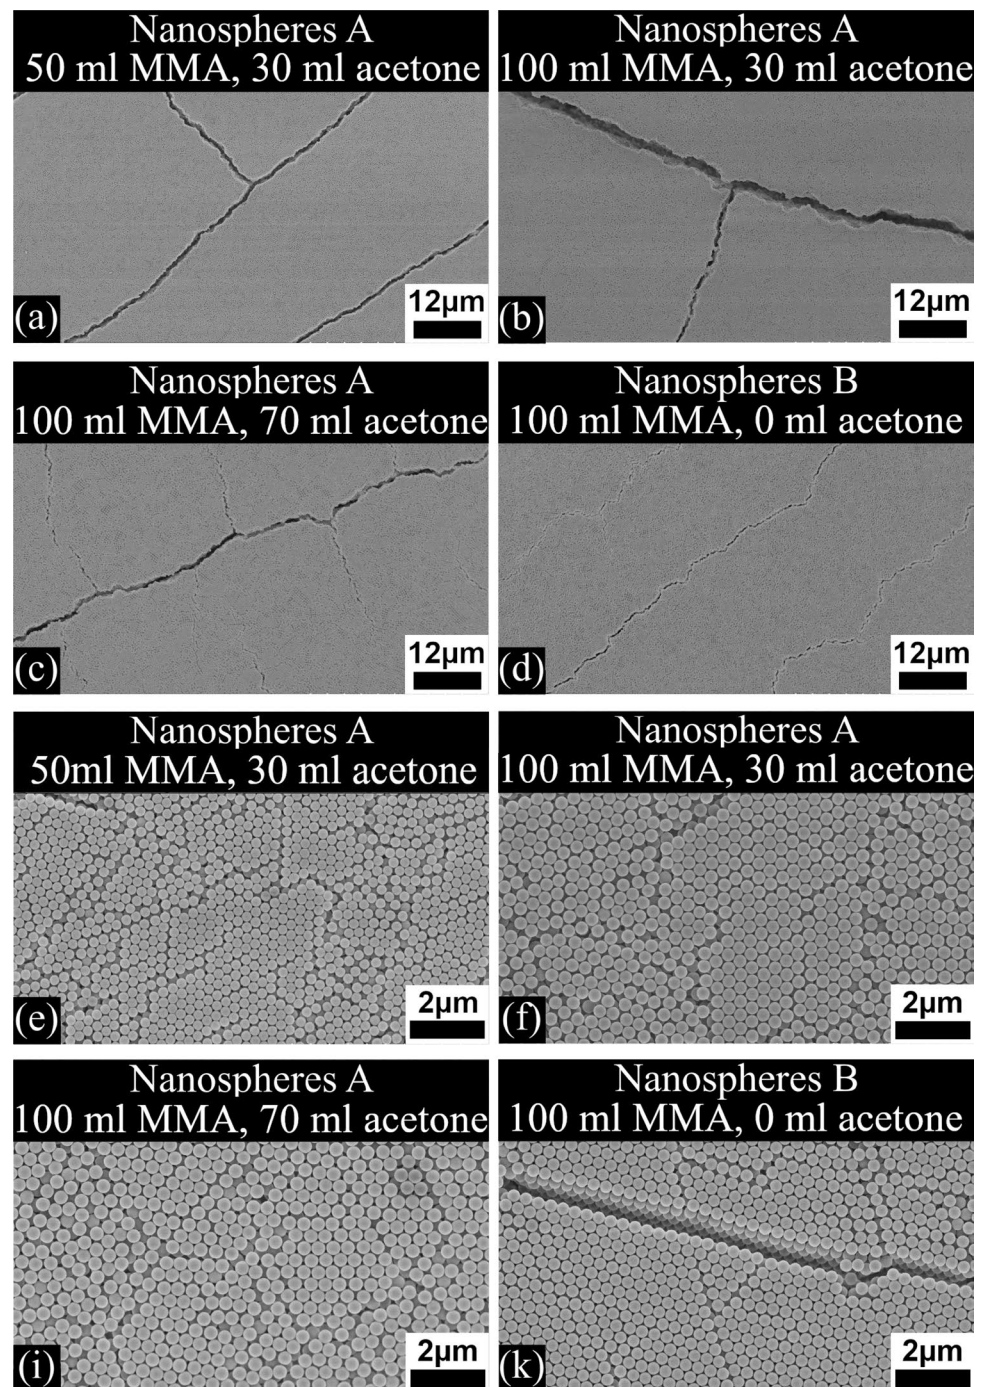 Nanospheres A
50 ml MMA, 30 ml acetone
12µm
(a)
Nanospheres A
100 ml MMA, 30 ml acetone
12µm
(b)
Nanospheres A
100 ml MMA, 70 ml acetone
12µm
(c)
Nanospheres B
100 ml MMA, 0 ml acetone
12µm
(d)
Nanospheres A
50ml MMA, 30 ml acetone
2µm
(e)
Nanospheres A
100 ml MMA, 30 ml acetone
2µm
(f)
Nanospheres A
100 ml MMA, 70 ml acetone
2µm
(i)
Nanospheres B
100 ml MMA, 0 ml acetone
2µm
(k)